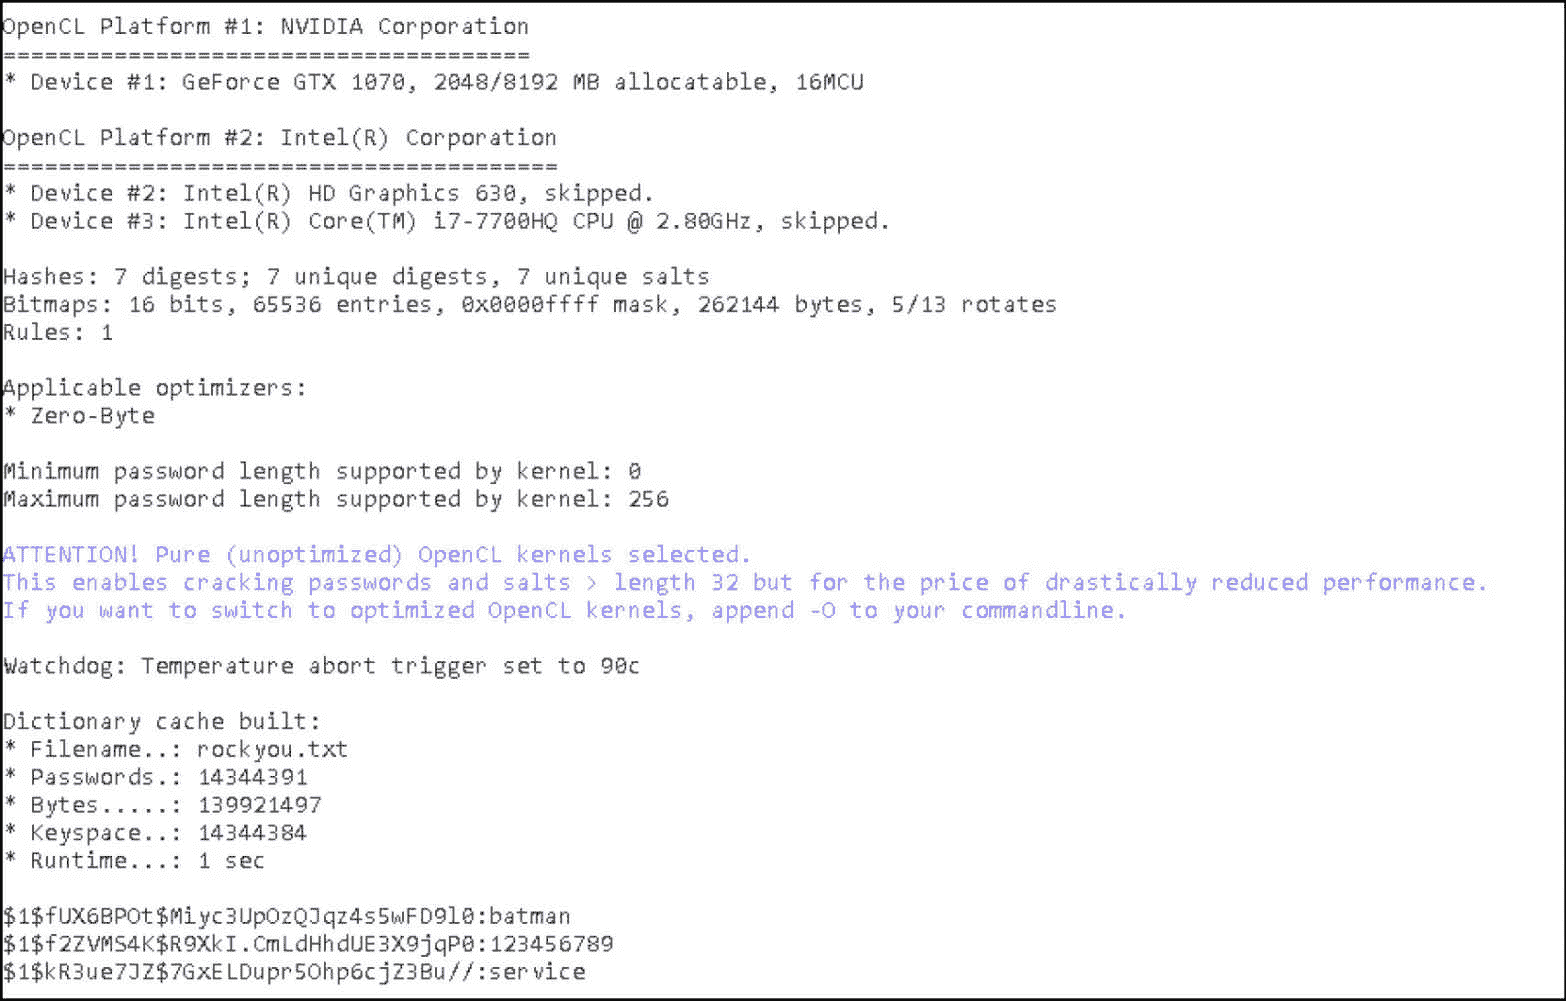 OpenCL Platform #1: NVIDIA Corporation
======================================
* Device #1: GeForce GTX 1070, 2048/8192 MB allocatable, 16MCU
OpenCL Platform #2: Intel(R) Corporation
========================================
* Device #2: Intel(R) HD Graphics 630, skipped.
* Device #3: Intel(R) Core(TM) i7-7700HQ CPU @ 2.80GHz, skipped.
Hashes: 7 digests; 7 unique digests, 7 unique salts
Bitmaps: 16 bits, 65536 entries, 0x0000ffff mask, 262144 bytes, 5/13 rotates
Rules: 1
Applicable optimizers:
* Zero-Byte
Minimum password length supported by kernel: 0
Maximum password length supported by kernel: 256
ATTENTION! Pure (unoptimized) OpenCL kernels selected.
This enables cracking passwords and salts > length 32 but for the price of drastically reduced performance.
If you want to switch to optimized OpenCL kernels, append -O to your commandline.
Watchdog: Temperature abort trigger set to 90c
Dictionary cache built:
* Filename..: rockyou.txt
* Passwords.: 14344391
* Bytes.....: 139921497
* Keyspace..: 14344384
* Runtime...: 1 sec
$1$fUX6BPOt$Miyc3UpOzQJqz4s5wFD9l0:batman
$1$f2ZVMS4K$R9XkI.CmLdHhdUE3X9jqP0:123456789
$1$kR3ue7JZ$7GxELDupr5Ohp6cjZ3Bu//:service